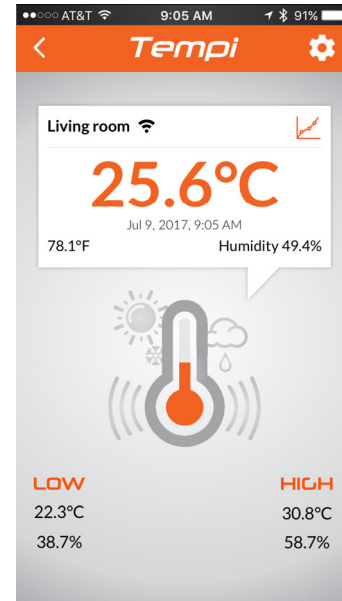 AT&T 9:05 AM 91%
Tempi
Living room
25.6°C
Jul 9, 2017, 9:05 AM
78.1°F Humidity 49.4%
LOW HIGH
22.3°C 30.8°C
38.7% 58.7%